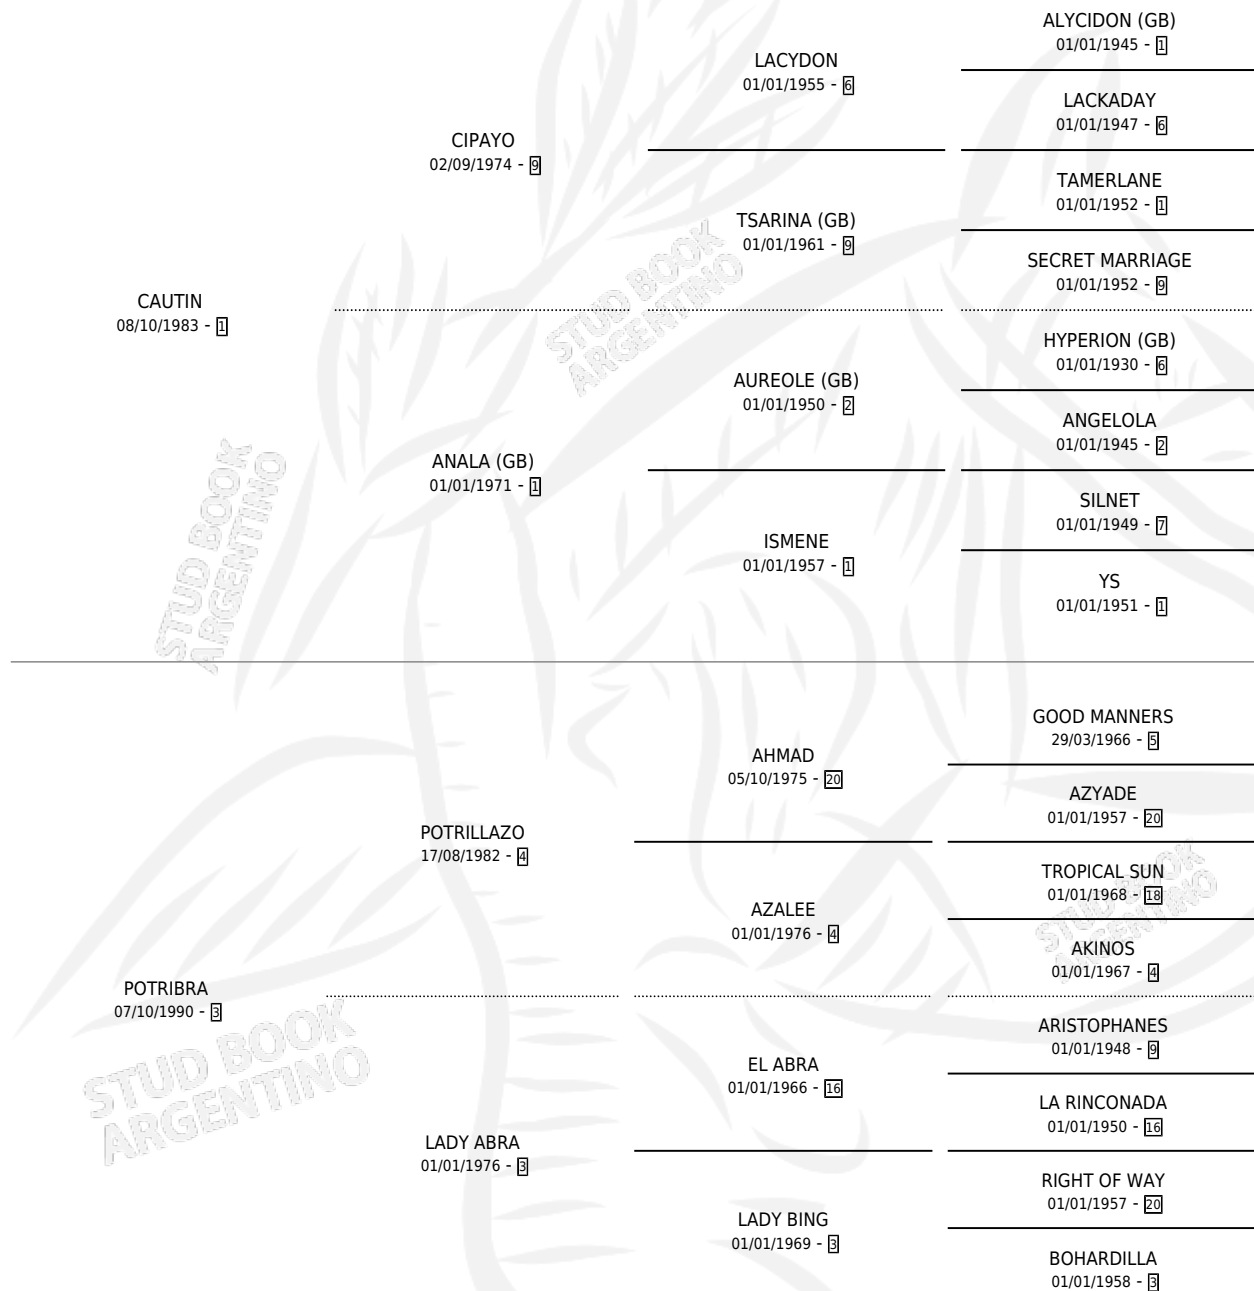 CAUTIN
08/10/1983 - 1
CIPAYO
02/09/1974 - 9
ANALA (GB)
01/01/1971 - 1
LACYDON
01/01/1955 - 6
TSARINA (GB)
01/01/1961 - 9
AUREOLE (GB)
01/01/1950 - 2
ISMENE
01/01/1957 - 1
ALYCIDON (GB)
01/01/1945 - 1
LACKADAY
01/01/1947 - 6
TAMERLANE
01/01/1952 - 1
SECRET MARRIAGE
01/01/1952 - 9
HYPERION (GB)
01/01/1930 - 6
ANGELOLA
01/01/1945 - 2
SILNET
01/01/1949 - 7
YS
01/01/1951 - 1
POTRIBRA
07/10/1990 - 3
POTRILLAZO
17/08/1982 - 4
LADY ABRA
01/01/1976 - 3
AHMAD
05/10/1975 - 20
AZALEE
01/01/1976 - 4
EL ABRA
01/01/1966 - 16
LADY BING
01/01/1969 - 3
GOOD MANNERS
29/03/1966 - 5
AZYADE
01/01/1957 - 20
TROPICAL SUN
01/01/1968 - 18
AKINOS
01/01/1967 - 4
ARISTOPHANES
01/01/1948 - 9
LA RINCONADA
01/01/1950 - 16
RIGHT OF WAY
01/01/1957 - 20
BOHARDILLA
01/01/1958 - 3
STUD BOOK
ARGENTINO
STUD BOOK
ARGENTINO
STUD BOOK
ARGENTINO
STUD BOOK
ARGENTINO